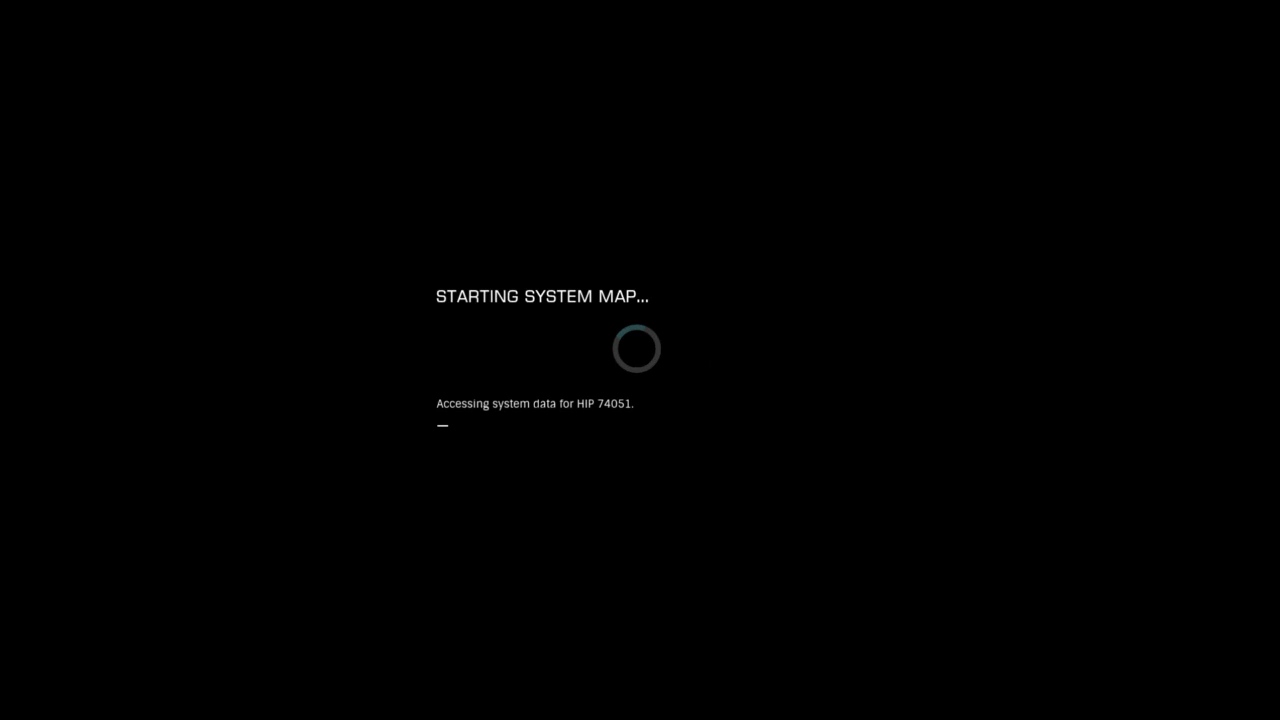 STARTING SYSTEM MAP...
Accessing system data for HIP 74051.